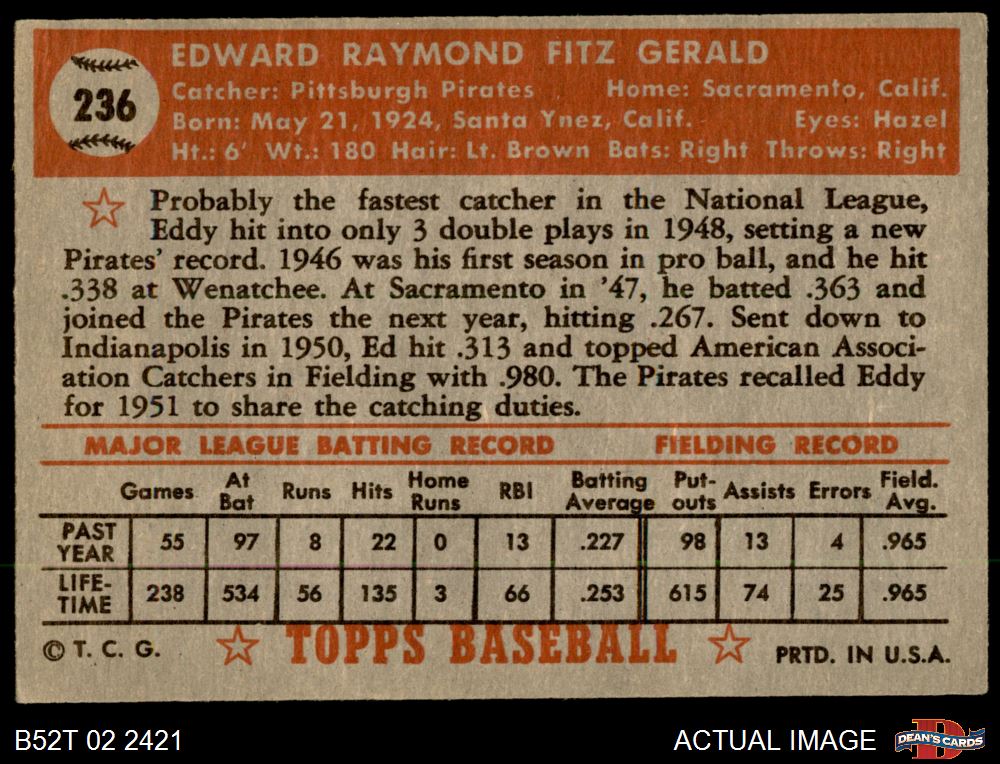 236
EDWARD RAYMOND FITZ GERALD
Catcher: Pittsburgh Pirates Home: Sacramento, Calif.
Born: May 21, 1924, Santa Ynez, Calif. Eyes: Hazel
Ht.: 6' Wt.: 180 Hair: Lt. Brown Bats: Right Throws: Right
Probably the fastest catcher in the National League,
Eddy hit into only 3 double plays in 1948, setting a new
Pirates' record. 1946 was his first season in pro ball, and he hit
.338 at Wenatchee. At Sacramento in '47, he batted .363 and
joined the Pirates the next year, hitting .267. Sent down to
Indianapolis in 1950, Ed hit .313 and topped American Associ-
ation Catchers in Fielding with .980. The Pirates recalled Eddy
for 1951 to share the catching duties.
MAJOR LEAGUE BATTING RECORD FIELDING RECORD
Games At Bat Runs Hits Home Runs RBI Batting Average Put-outs Assists Errors Field. Avg.
PAST YEAR 55 97 8 22 0 13 .227 98 13 4 .965
LIFE-TIME 238 534 56 135 3 66 .253 615 74 25 .965
© T. C. G. TOPPS BASEBALL PRTD. IN U.S.A.
B52T 02 2421 ACTUAL IMAGE DEAN'S CARDS